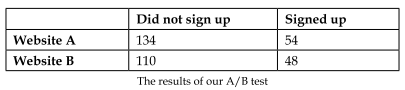 Did not sign up Signed up
Website A 134 54
Website B 110 48
The results of our A/B test